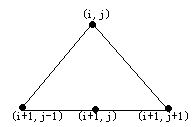 (i, j)
(i+1, j-1) (i+1, j) (i+1, j+1)